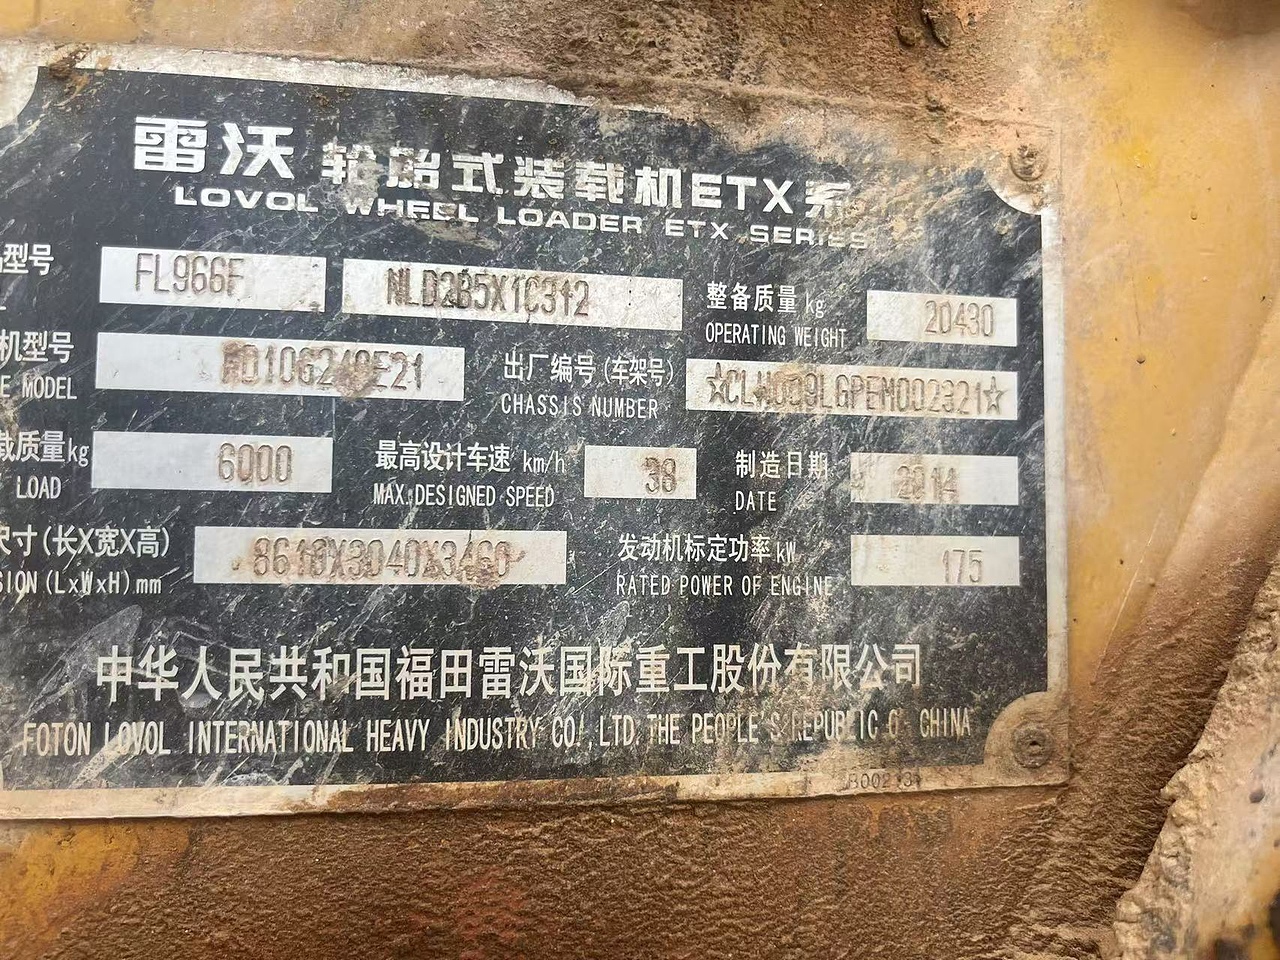 雷沃 轮胎式装载机ETX系
LOVOL WHEEL LOADER ETX SERIES
型号 FL966F NLD2B5X1C312 整备质量 kg 20430
OPERATING WEIGHT
机型号 出厂编号(车架号)
E MODEL CHASSIS NUMBER
载质量kg 6000 最高设计车速 km/h 38 制造日期 2014
LOAD MAX.DESIGNED SPEED DATE
尺寸(长X宽X高) 8610X3040X3460 发动机标定功率 kW 175
SION (LxWxH) mm RATED POWER OF ENGINE
中华人民共和国福田雷沃国际重工股份有限公司
FOTON LOVOL INTERNATIONAL HEAVY INDUSTRY CO.,LTD.THE PEOPLE'S REPUBLIC OF CHINA